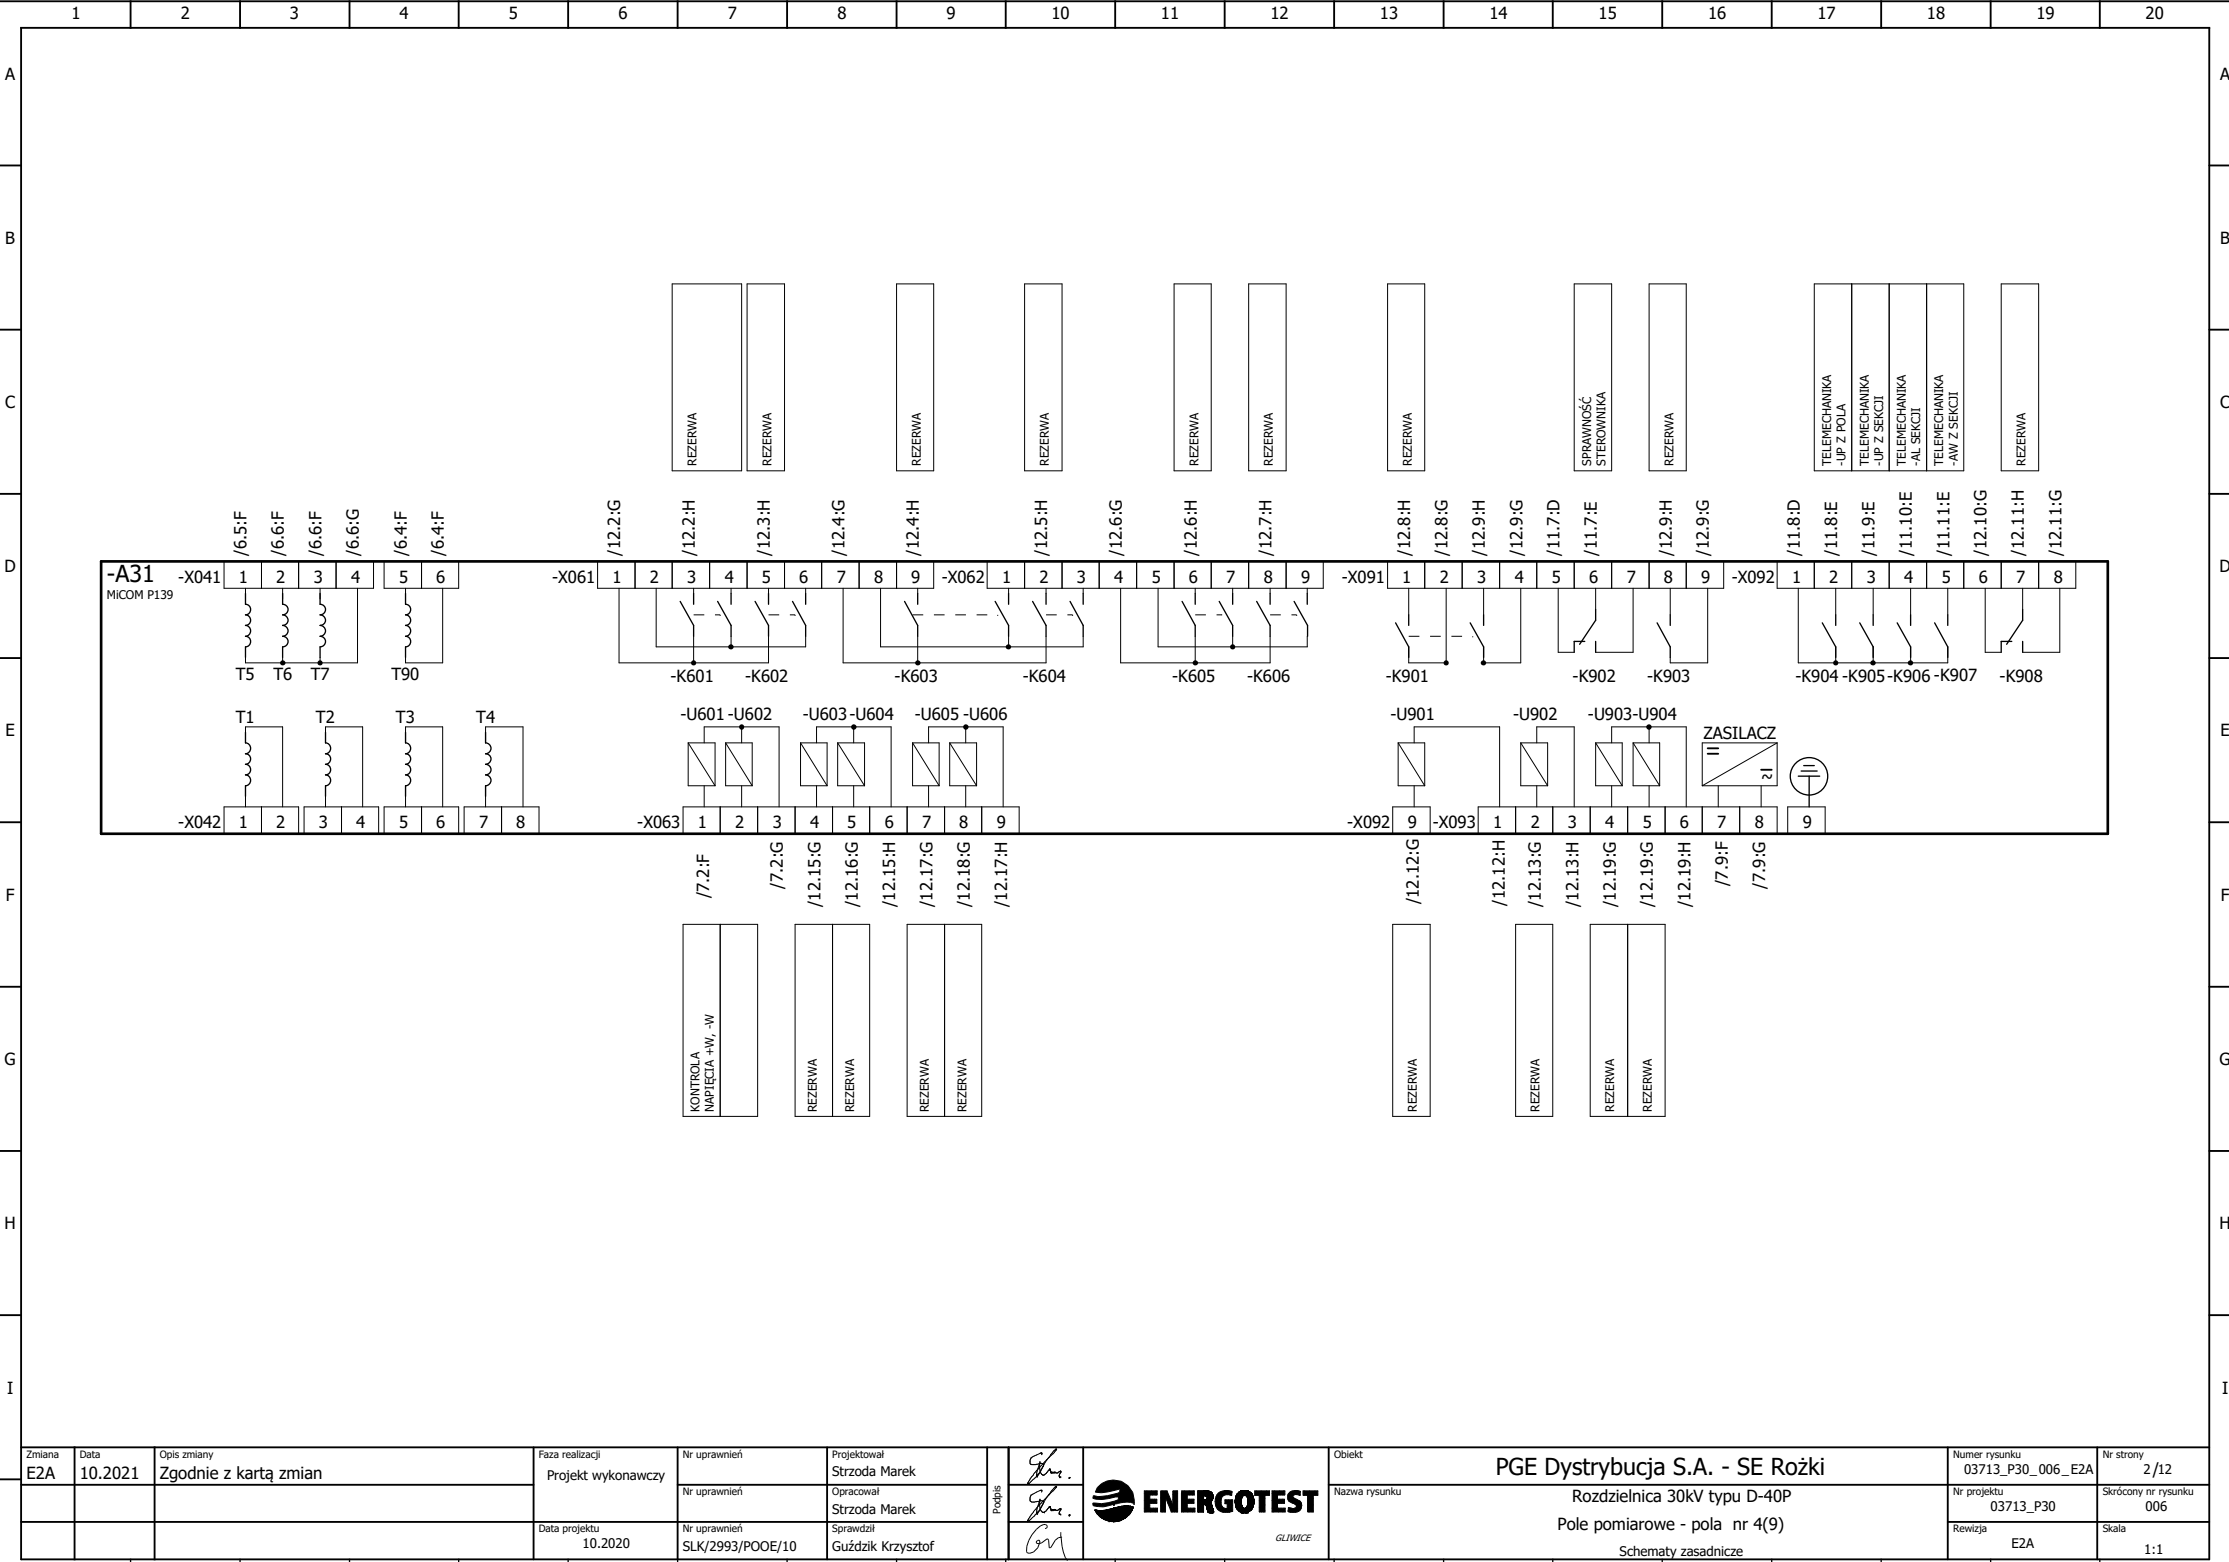 1 2 3 4 5 6 7 8 9 10 11 12 13 14 15 16 17 18 19 20
A A
B B
C C
D D
E E
F F
G G
H H
I I
REZERWA
REZERWA
REZERWA
REZERWA
REZERWA
REZERWA
REZERWA
SPRAWNOŚĆ
STEROWNIKA
REZERWA
TELEMECHANIKA
-UP Z POLA
TELEMECHANIKA
-UP Z SEKCJI
TELEMECHANIKA
-AL SEKCJI
TELEMECHANIKA
-AW Z SEKCJI
REZERWA
/6.5:F /6.6:F /6.6:F /6.6:G /6.4:F /6.4:F /12.2:G /12.2:H /12.3:H /12.4:G /12.4:H /12.5:H /12.6:G /12.6:H /12.7:H /12.8:H /12.8:G /12.9:H /12.9:G /11.7:D /11.7:E /12.9:H /12.9:G /11.8:D /11.8:E /11.9:E /11.10:E /11.11:E /12.10:G /12.11:H /12.11:G
-A31
MiCOM P139
-X041 1 2 3 4 5 6 -X061 1 2 3 4 5 6 7 8 9 -X062 1 2 3 4 5 6 7 8 9 -X091 1 2 3 4 5 6 7 8 9 -X092 1 2 3 4 5 6 7 8
T5 T6 T7 T90 -K601 -K602 -K603 -K604 -K605 -K606 -K901 -K902 -K903 -K904 -K905 -K906 -K907 -K908
T1 T2 T3 T4 -U601 -U602 -U603 -U604 -U605 -U606 -U901 -U902 -U903 -U904
ZASILACZ
-X042 1 2 3 4 5 6 7 8 -X063 1 2 3 4 5 6 7 8 9 -X092 9 -X093 1 2 3 4 5 6 7 8 9
/7.2:F /7.2:G /12.15:G /12.16:G /12.15:H /12.17:G /12.18:G /12.17:H /12.12:G /12.12:H /12.13:G /12.13:H /12.19:G /12.19:G /12.19:H /7.9:F /7.9:G
KONTROLA
NAPIĘCIA +W, -W
REZERWA
REZERWA
REZERWA
REZERWA
REZERWA
REZERWA
REZERWA
REZERWA
Zmiana Data Opis zmiany
E2A 10.2021 Zgodnie z kartą zmian
Faza realizacji
Projekt wykonawczy
Data projektu
10.2020
Nr uprawnień
Nr uprawnień
Nr uprawnień
SLK/2993/POOE/10
Projektował
Strzoda Marek
Opracował
Strzoda Marek
Sprawdził
Guździk Krzysztof
Podpis
ENERGOTEST
GLIWICE
Obiekt
PGE Dystrybucja S.A. - SE Rożki
Nazwa rysunku
Rozdzielnica 30kV typu D-40P
Pole pomiarowe - pola nr 4(9)
Schematy zasadnicze
Numer rysunku
03713_P30_006_E2A
Nr projektu
03713_P30
Rewizja
E2A
Nr strony
2 /12
Skrócony nr rysunku
006
Skala
1:1